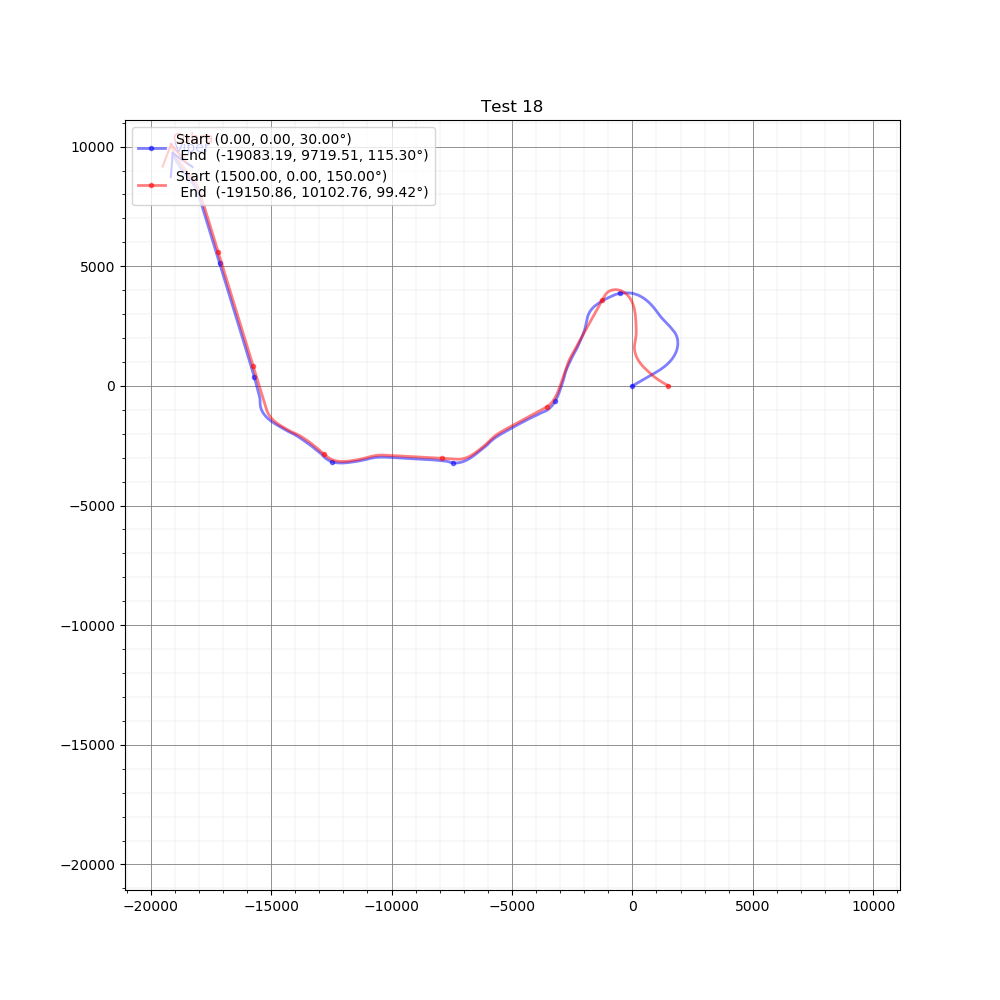 Test 18
Start (0.00, 0.00, 30.00°)
End (-19083.19, 9719.51, 115.30°)
Start (1500.00, 0.00, 150.00°)
End (-19150.86, 10102.76, 99.42°)
10000
5000
0
−5000
−10000
−15000
−20000
−20000 −15000 −10000 −5000 0 5000 10000